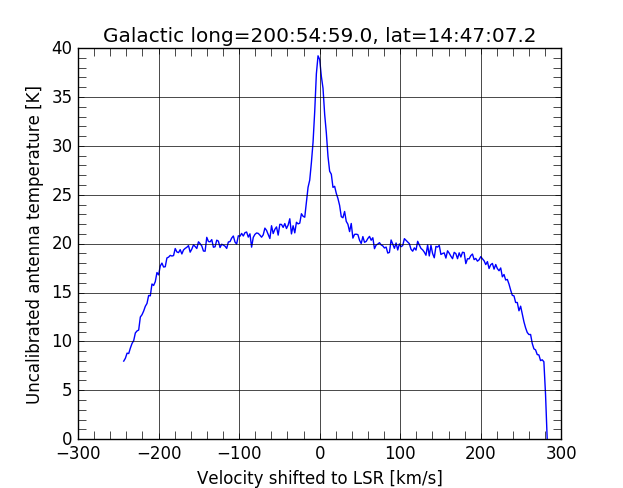 Galactic long=200:54:59.0, lat=14:47:07.2
Uncalibrated antenna temperature [K]
40
35
30
25
20
15
10
5
0
−300 −200 −100 0 100 200 300
Velocity shifted to LSR [km/s]